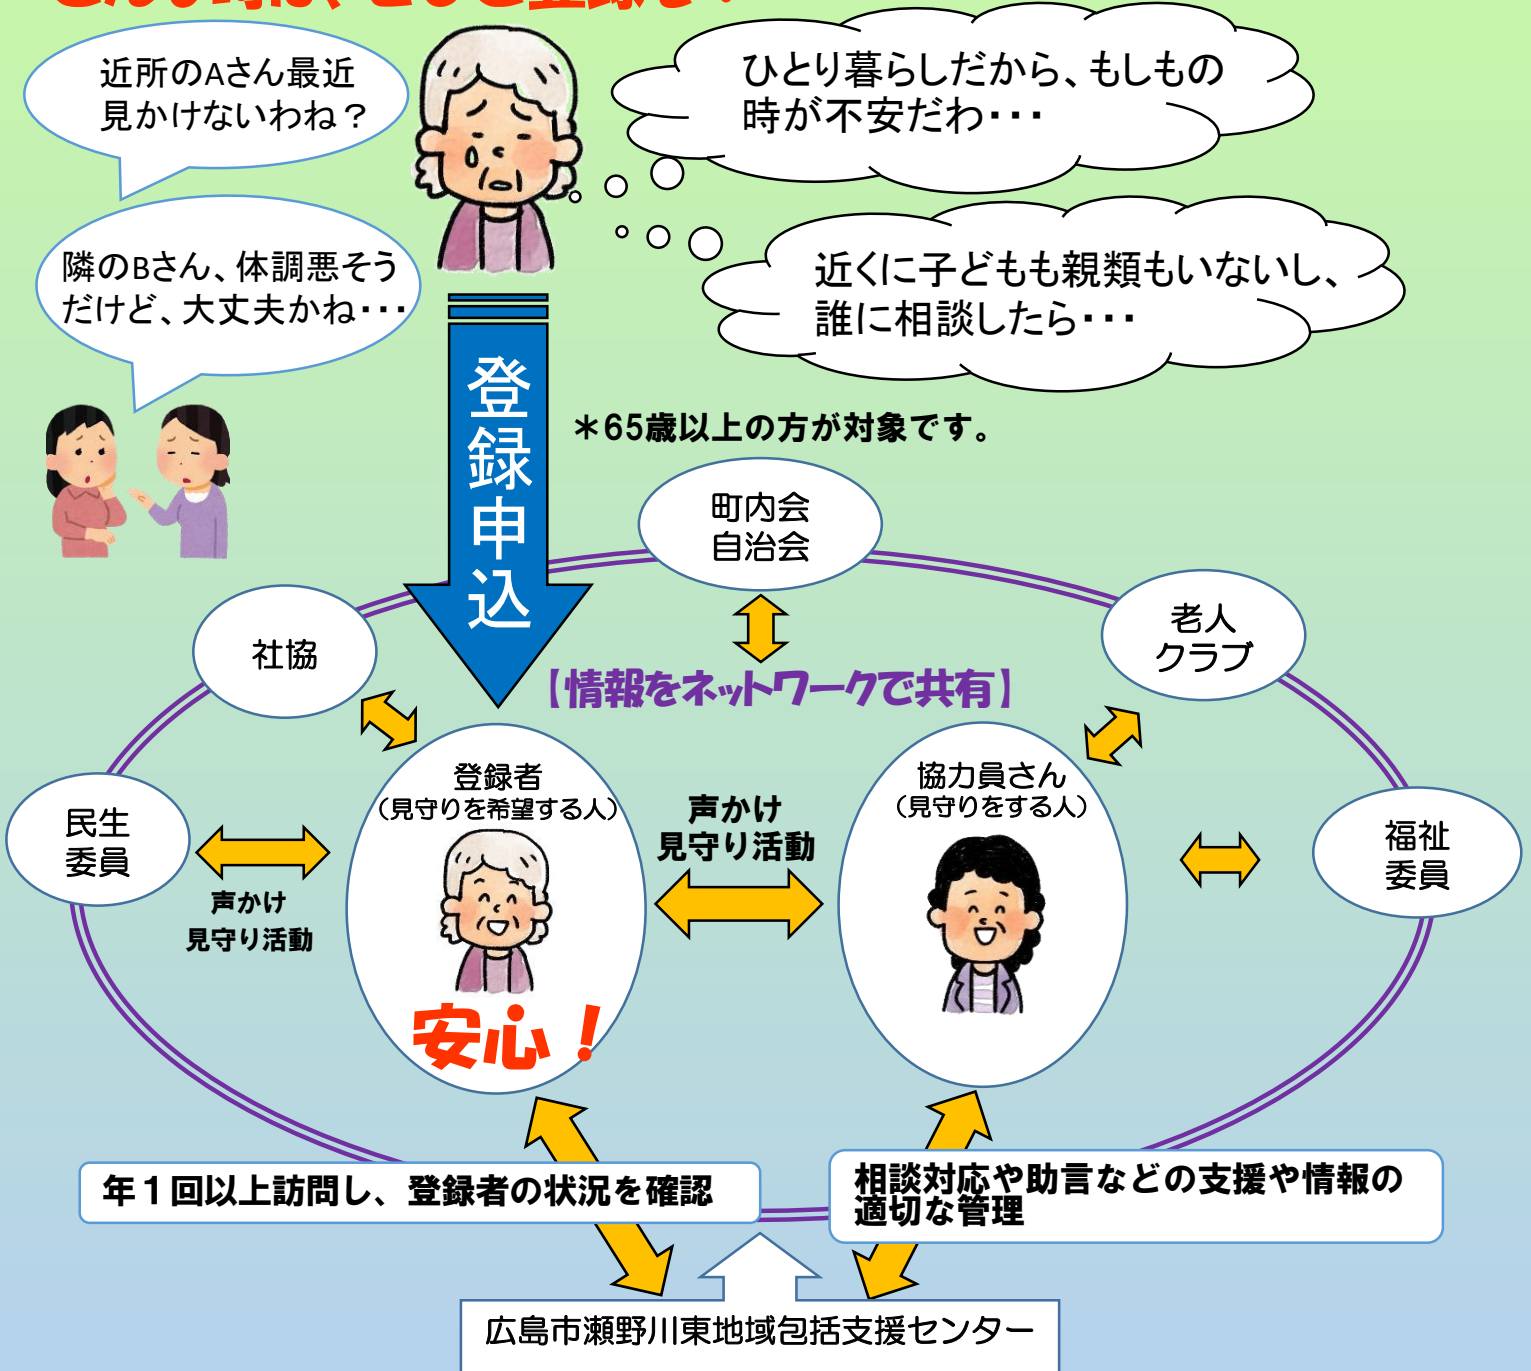 近所のAさん最近
見かけないわね？
ひとり暮らしだから、もしもの
時が不安だわ・・・
隣のBさん、体調悪そう
だけど、大丈夫かね・・・
近くに子どもも親類もいないし、
誰に相談したら・・・
登録申込
＊65歳以上の方が対象です。
町内会
自治会
社協
老人
クラブ
【情報をネットワークで共有】
民生
委員
登録者
（見守りを希望する人）
声かけ
見守り活動
協力員さん
（見守りをする人）
福祉
委員
声かけ
見守り活動
安心！
年１回以上訪問し、登録者の状況を確認
相談対応や助言などの支援や情報の
適切な管理
広島市瀬野川東地域包括支援センター